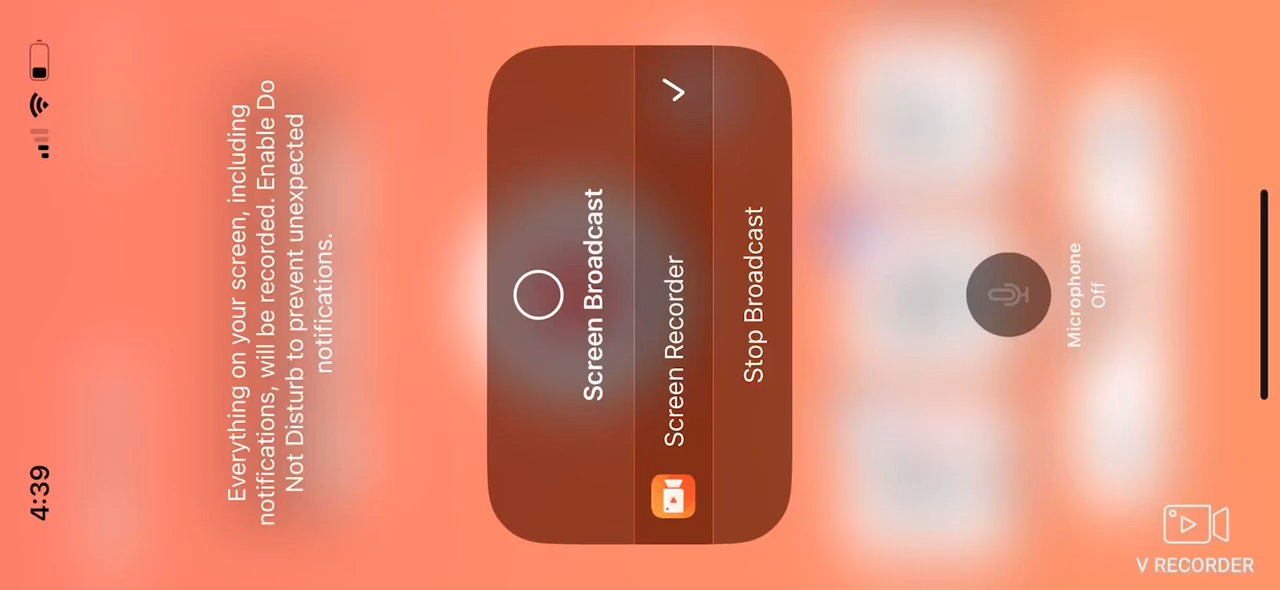 4:39
Everything on your screen, including
notifications, will be recorded. Enable Do
Not Disturb to prevent unexpected
notifications.
Screen Broadcast
Screen Recorder
Stop Broadcast
Microphone
Off
V RECORDER